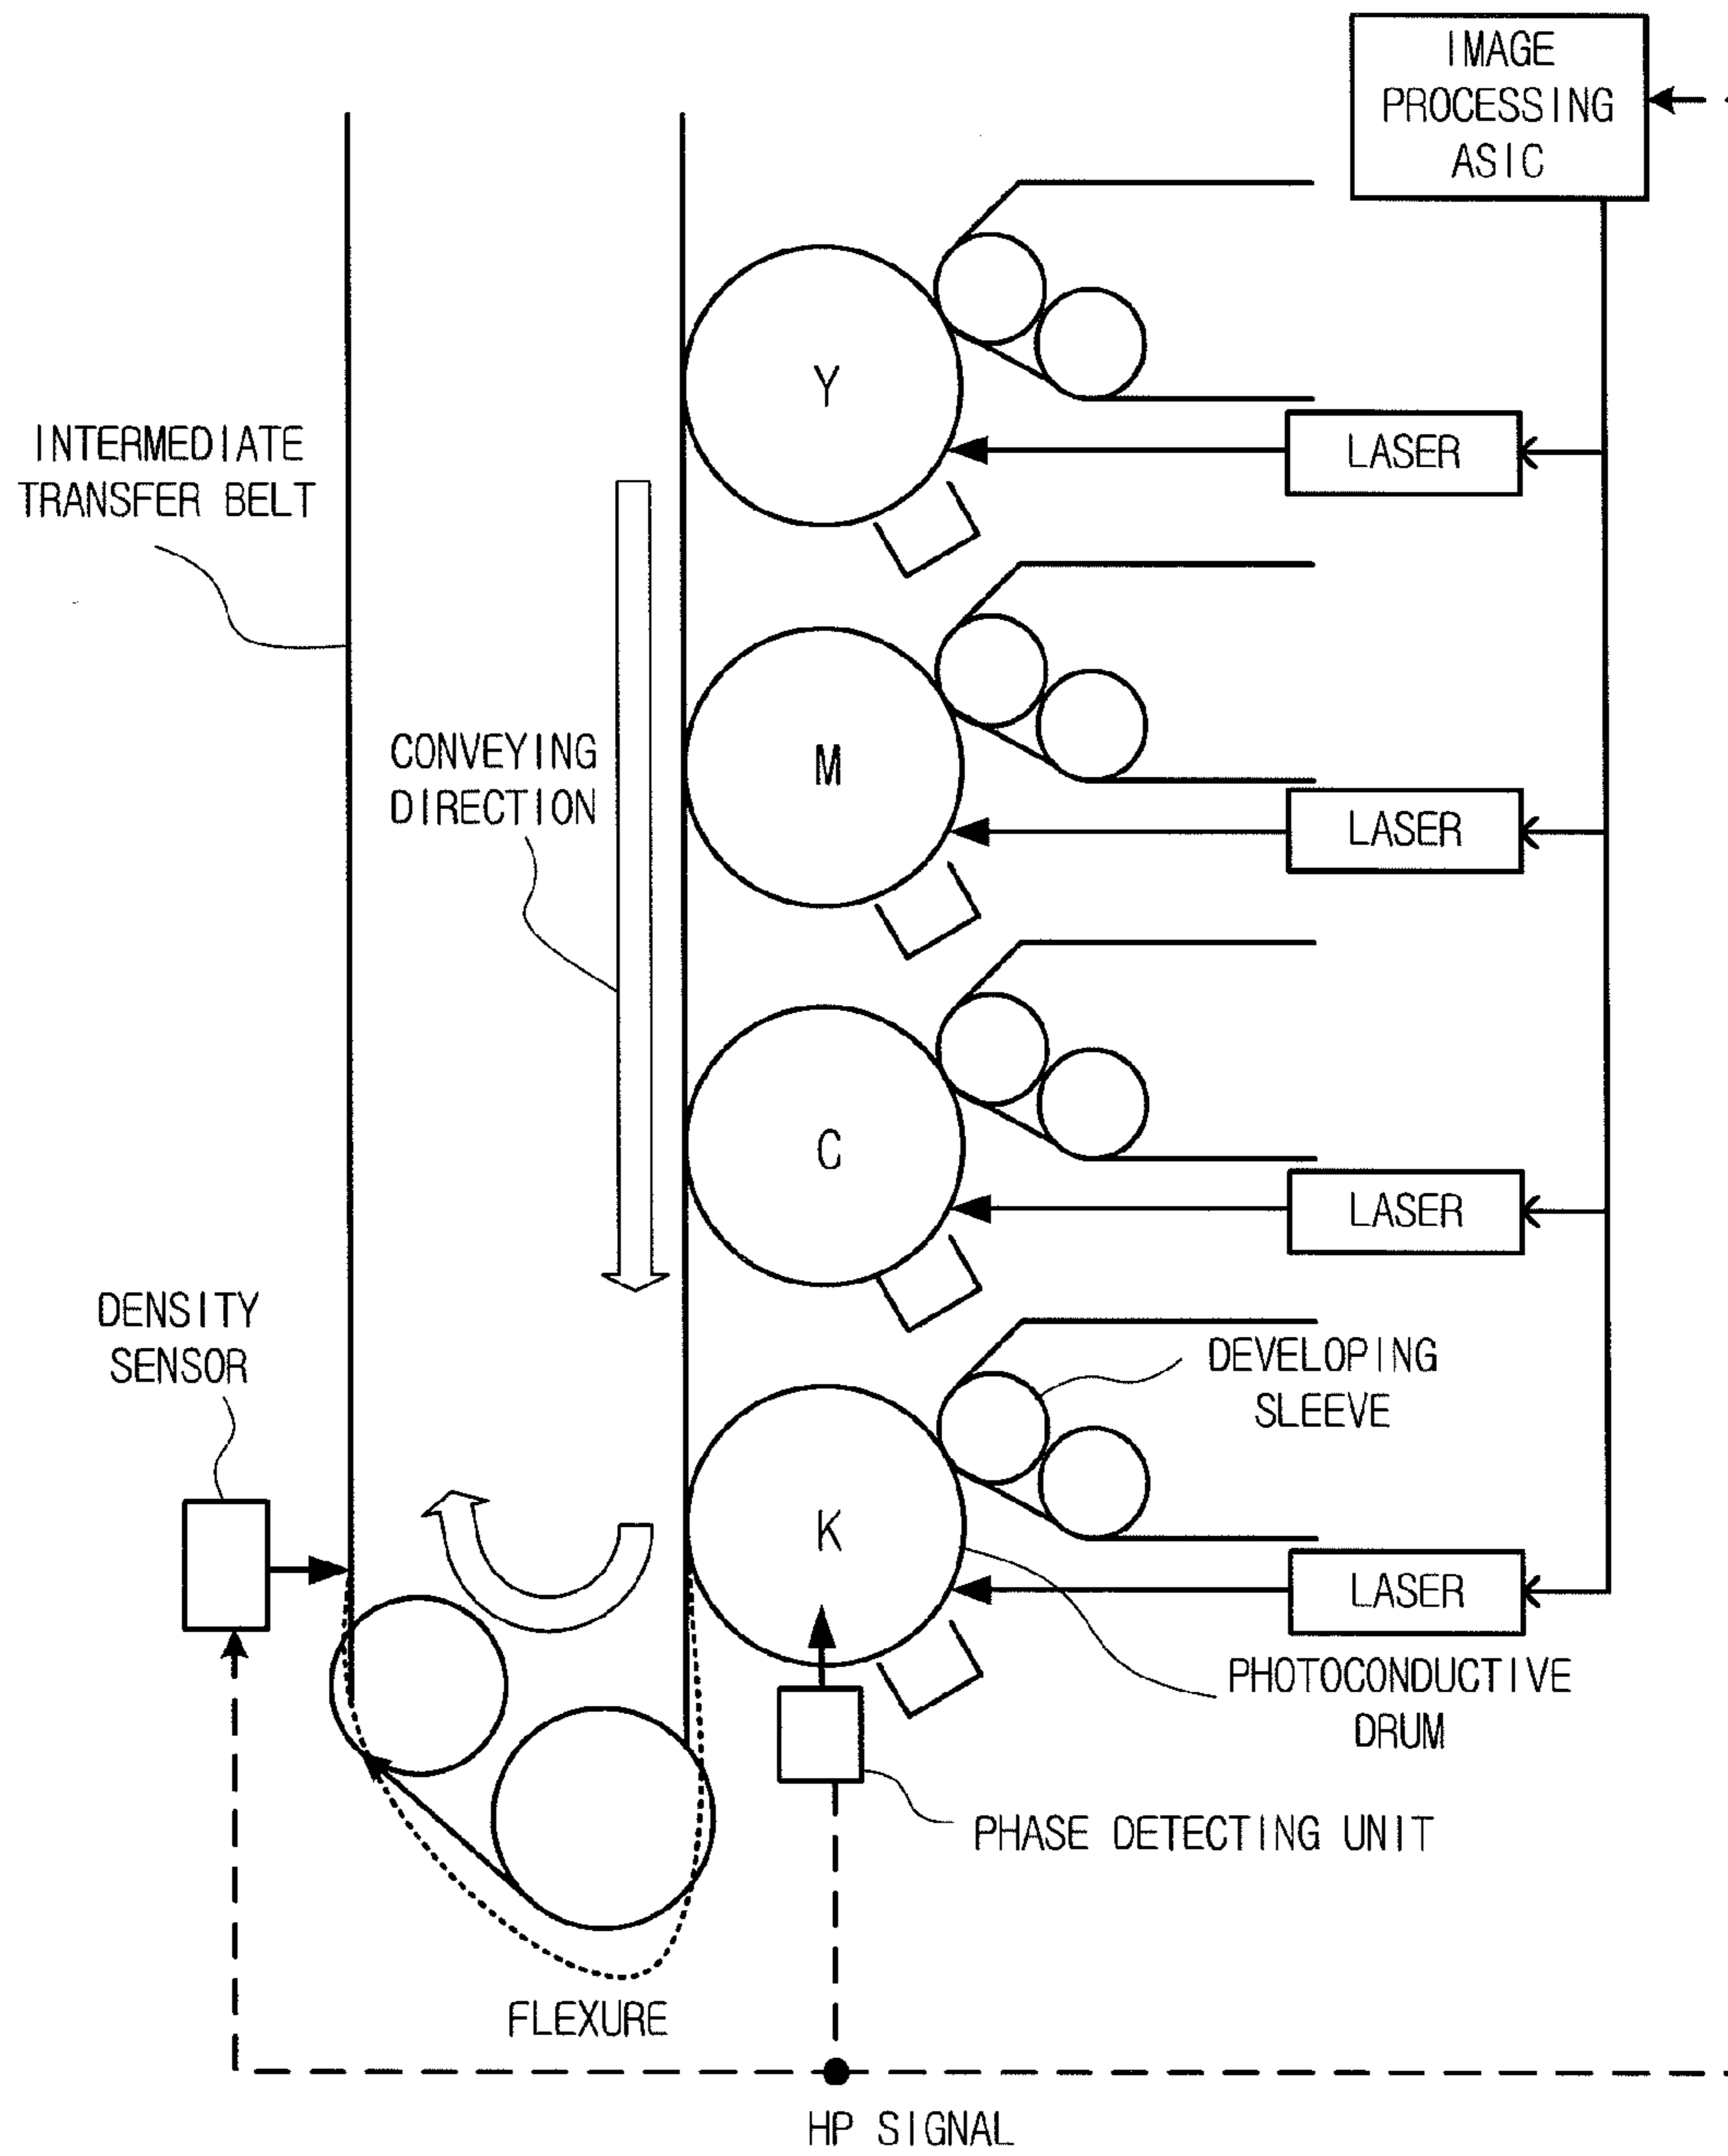 IMAGE
PROCESSING
ASIC
Y
LASER
INTERMEDIATE
TRANSFER BELT
CONVEYING
DIRECTION
M
LASER
C
LASER
DENSITY
SENSOR
DEVELOPING
SLEEVE
K
LASER
PHOTOCONDUCTIVE
DRUM
PHASE DETECTING UNIT
FLEXURE
HP SIGNAL